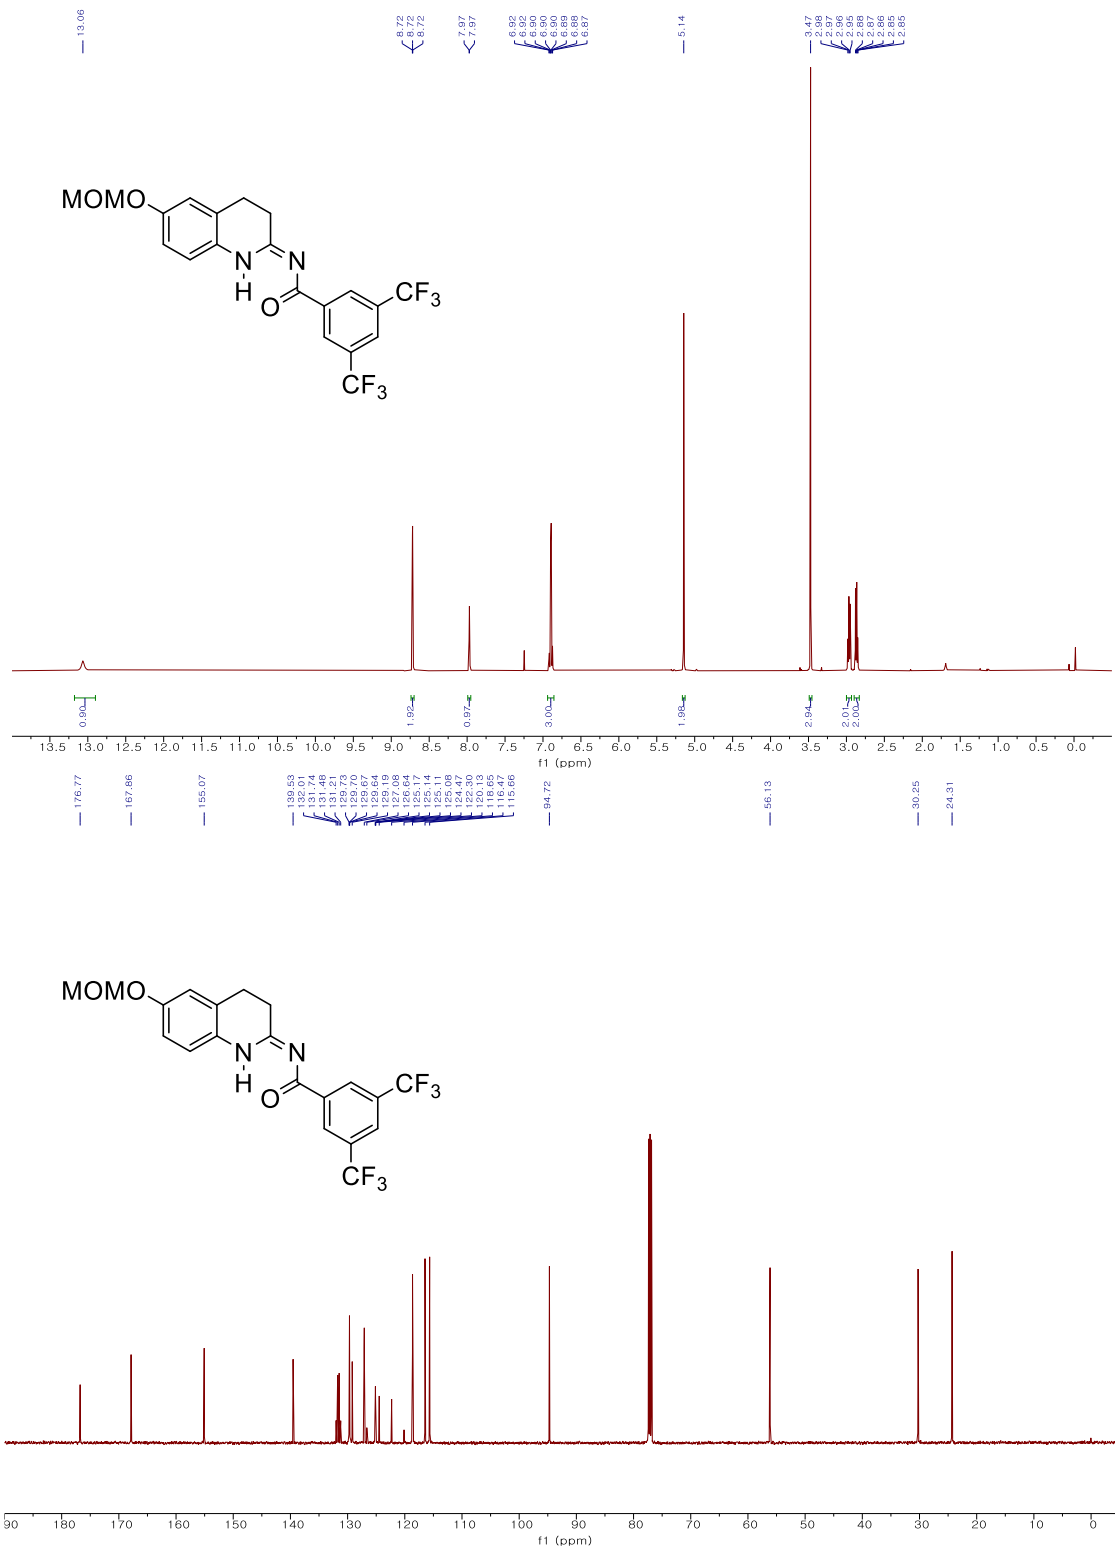 13.06 8.72 8.72 8.72 7.97 7.97 6.92 6.92 6.90 6.90 6.90 6.89 6.88 6.87 5.14 3.47 2.98 2.97 2.96 2.95 2.88 2.87 2.86 2.85 2.85
MOMO
N N
H O CF3
CF3
0.90 1.92 0.97 3.00 1.98 2.94 2.01 2.00
13.5 13.0 12.5 12.0 11.5 11.0 10.5 10.0 9.5 9.0 8.5 8.0 7.5 7.0 6.5 6.0 5.5 5.0 4.5 4.0 3.5 3.0 2.5 2.0 1.5 1.0 0.5 0.0
f1 (ppm)
176.77 167.86 155.07 139.53 132.01 131.74 131.48 131.21 129.73 129.70 129.67 129.64 129.19 127.08 126.64 125.17 125.14 125.11 125.08 124.47 122.30 120.13 118.65 116.47 115.66 94.72 56.13 30.25 24.31
MOMO
N N
H O CF3
CF3
90 180 170 160 150 140 130 120 110 100 90 80 70 60 50 40 30 20 10 0
f1 (ppm)